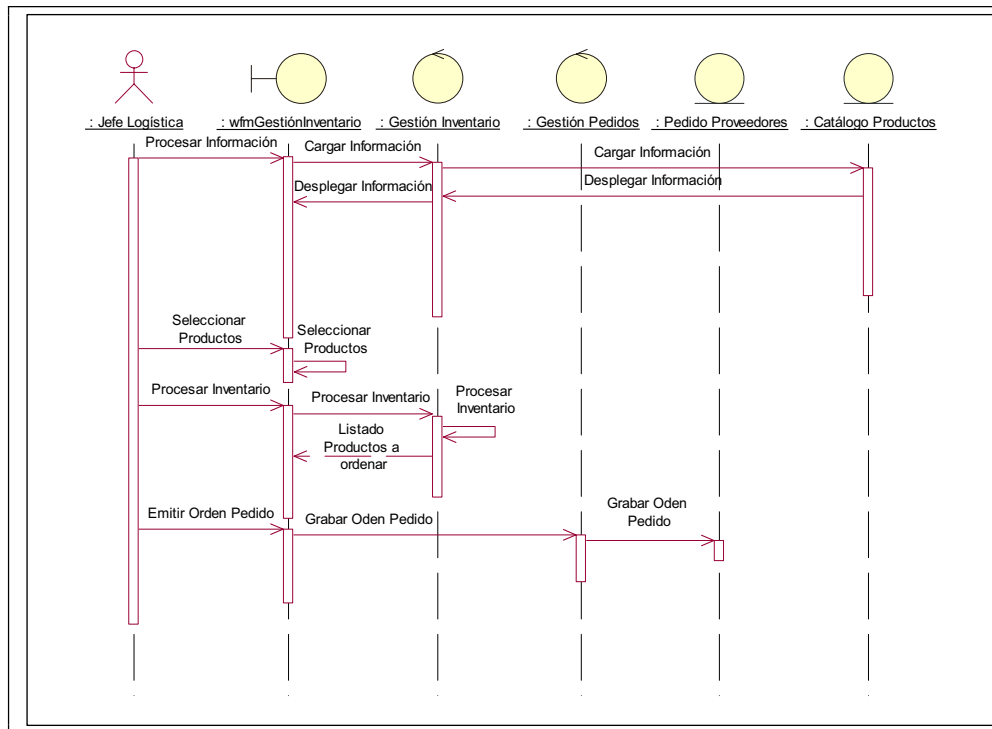 : Jefe Logística
: wfmGestiónInventario
: Gestión Inventario
: Gestión Pedidos
: Pedido Proveedores
: Catálogo Productos
Procesar Información
Cargar Información
Cargar Información
Desplegar Información
Desplegar Información
Seleccionar
Productos
Seleccionar
Productos
Procesar Inventario
Procesar Inventario
Procesar
Inventario
Listado
Productos a
ordenar
Emitir Orden Pedido
Grabar Oden Pedido
Grabar Oden
Pedido